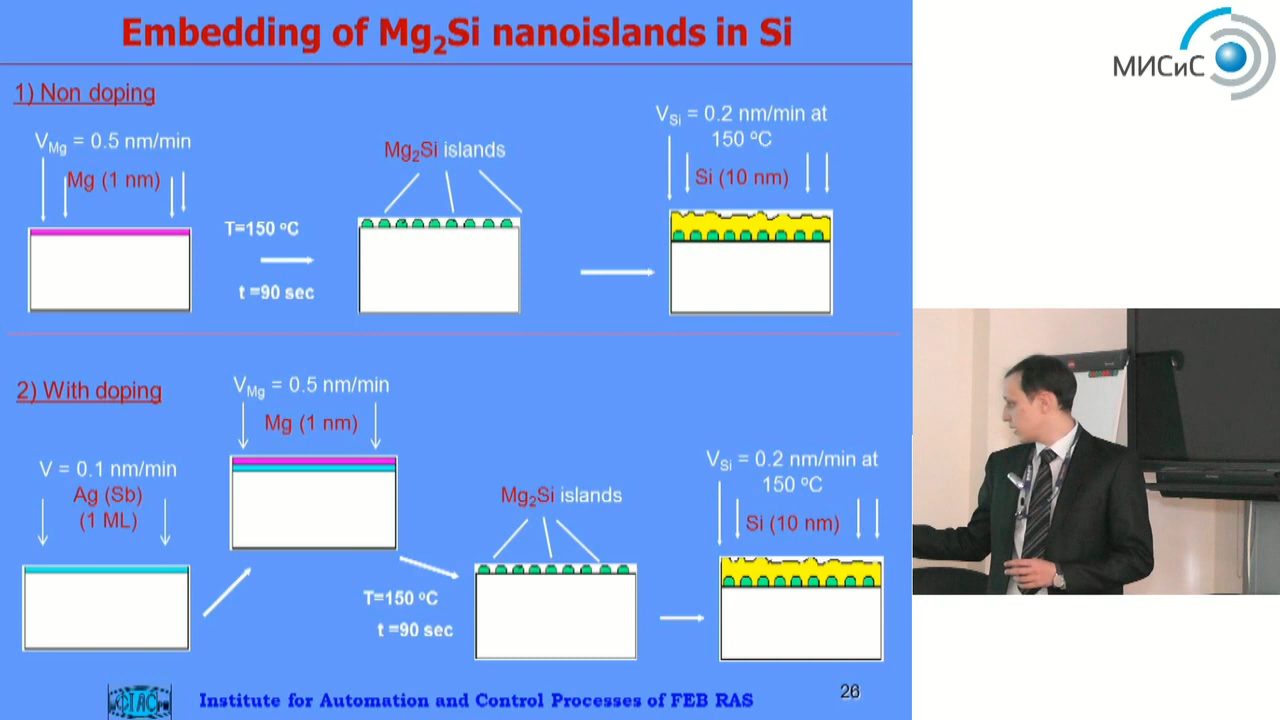 Embedding of Mg₂Si nanoislands in Si
МИСиС
1) Non doping
V_Mg = 0.5 nm/min
Mg (1 nm)
T=150 ºC
t =90 sec
Mg₂Si islands
V_Si = 0.2 nm/min at
150 ºC
Si (10 nm)
2) With doping
V = 0.1 nm/min
Ag (Sb)
(1 ML)
V_Mg = 0.5 nm/min
Mg (1 nm)
T=150 ºC
t =90 sec
Mg₂Si islands
V_Si = 0.2 nm/min at
150 ºC
Si (10 nm)
Institute for Automation and Control Processes of FEB RAS
26